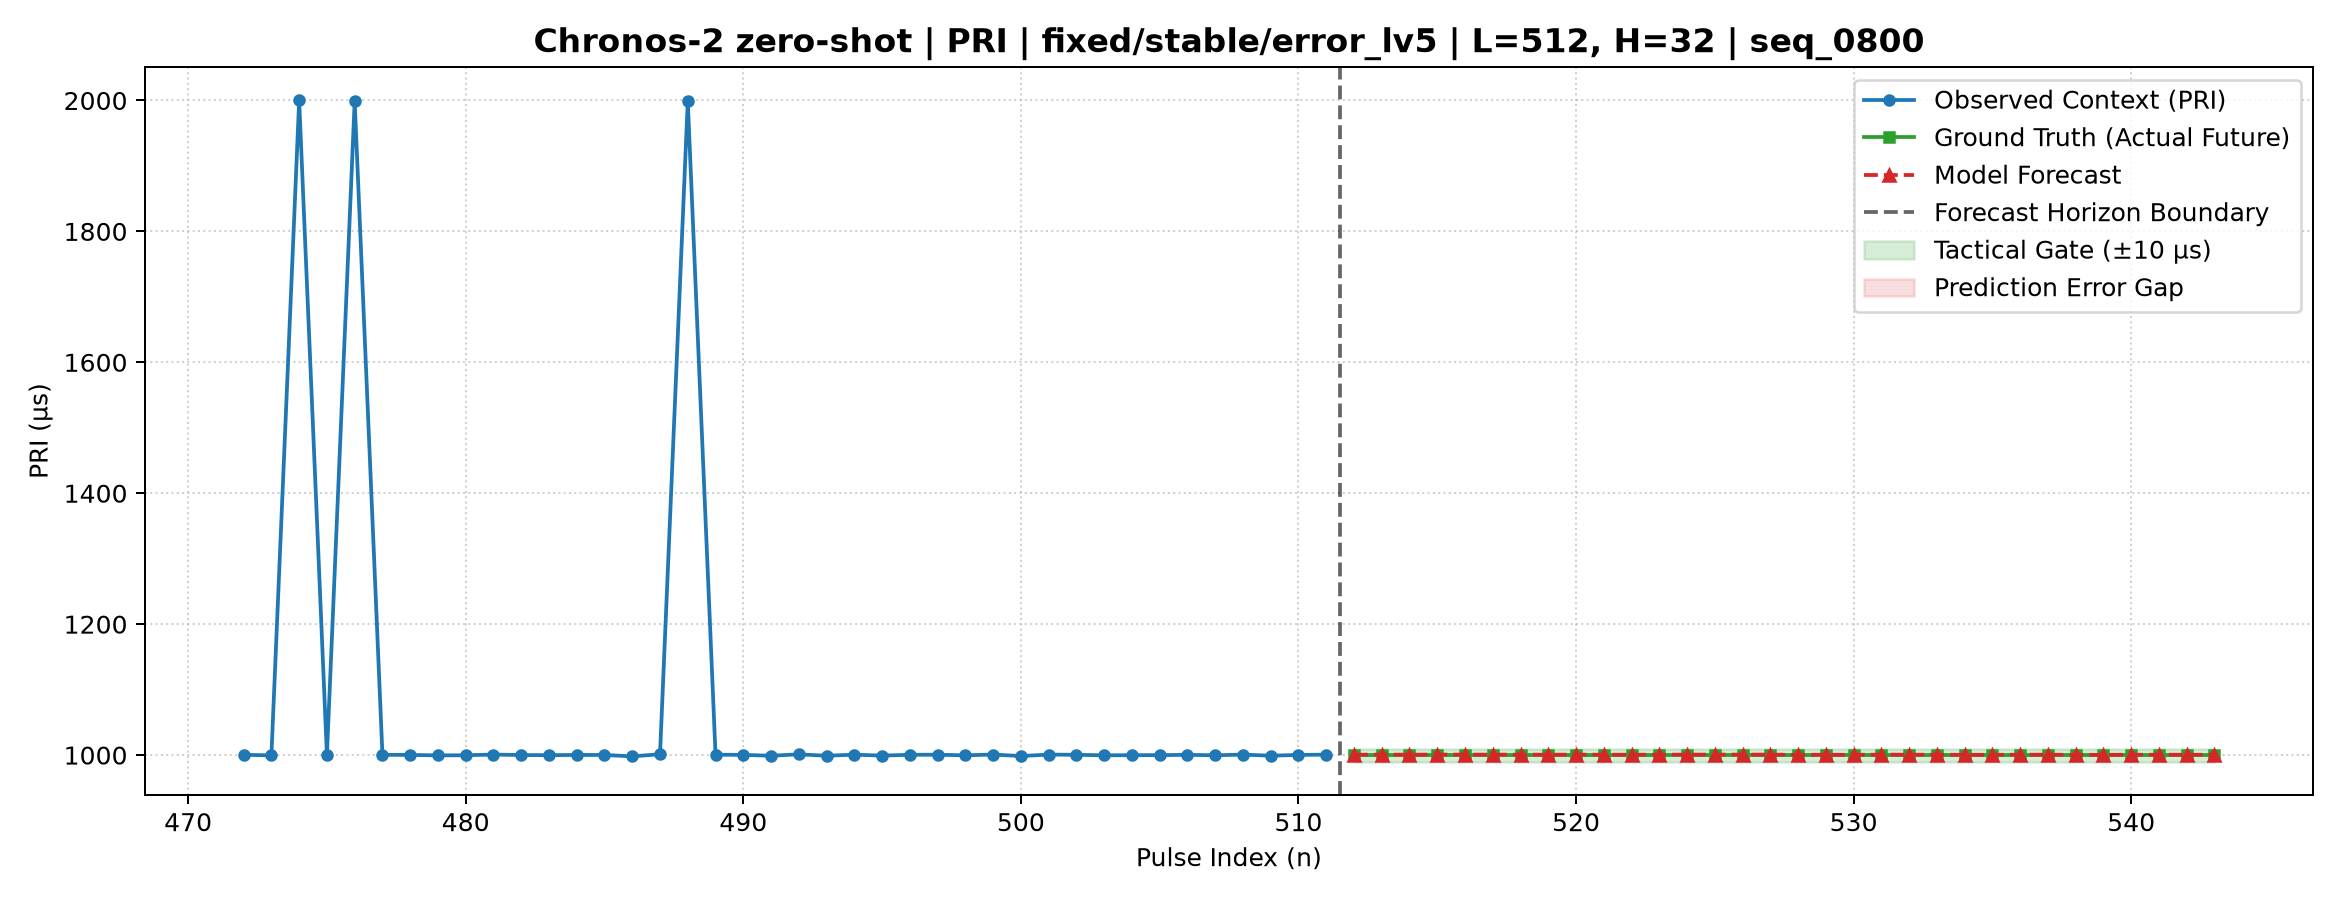 Chronos-2 zero-shot | PRI | fixed/stable/error_lv5 | L=512, H=32 | seq_0800
PRI (µs)
2000
1800
1600
1400
1200
1000
Observed Context (PRI)
Ground Truth (Actual Future)
Model Forecast
Forecast Horizon Boundary
Tactical Gate (±10 µs)
Prediction Error Gap
470 480 490 500 510 520 530 540
Pulse Index (n)